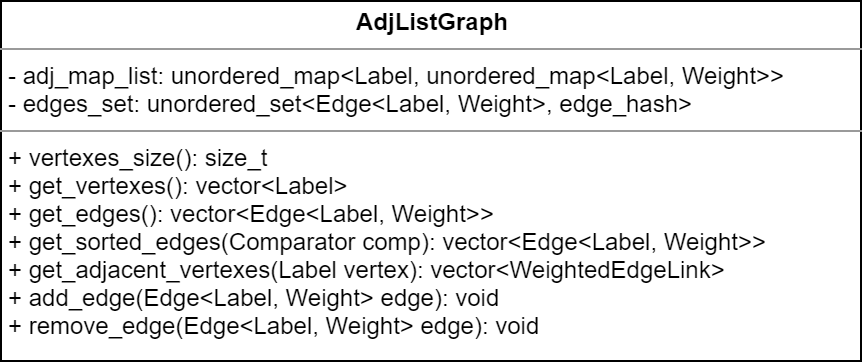 AdjListGraph
- adj_map_list: unordered_map<Label, unordered_map<Label, Weight>>
- edges_set: unordered_set<Edge<Label, Weight>, edge_hash>
+ vertexes_size(): size_t
+ get_vertexes(): vector<Label>
+ get_edges(): vector<Edge<Label, Weight>>
+ get_sorted_edges(Comparator comp): vector<Edge<Label, Weight>>
+ get_adjacent_vertexes(Label vertex): vector<WeightedEdgeLink>
+ add_edge(Edge<Label, Weight> edge): void
+ remove_edge(Edge<Label, Weight> edge): void